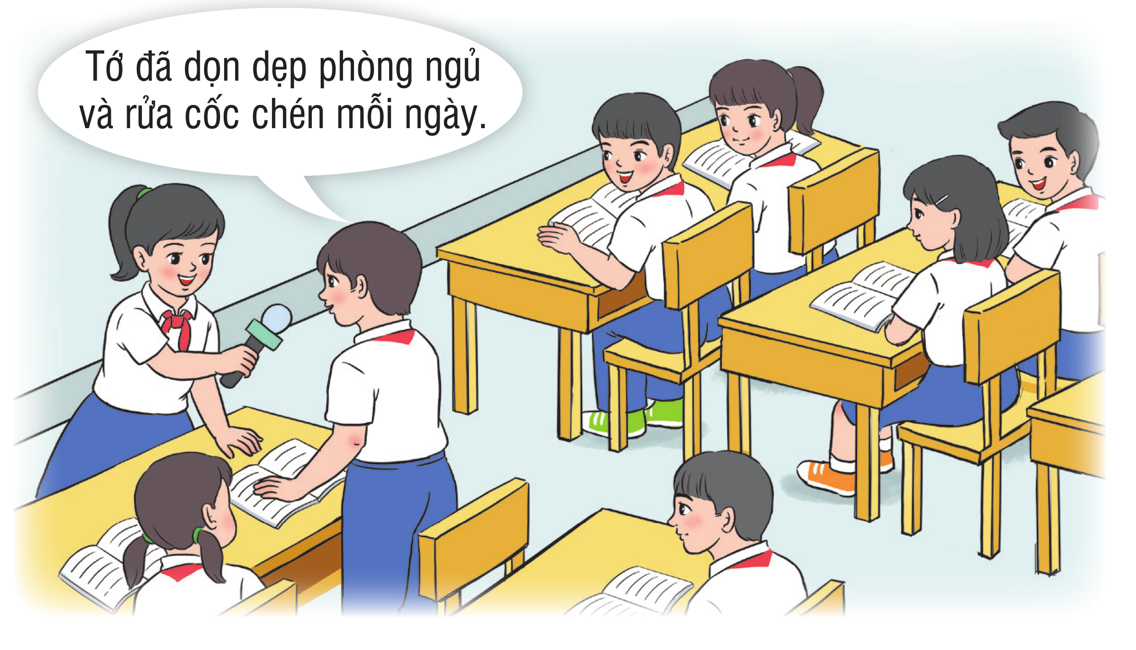 Tớ đã dọn dẹp phòng ngủ
và rửa cốc chén mỗi ngày.